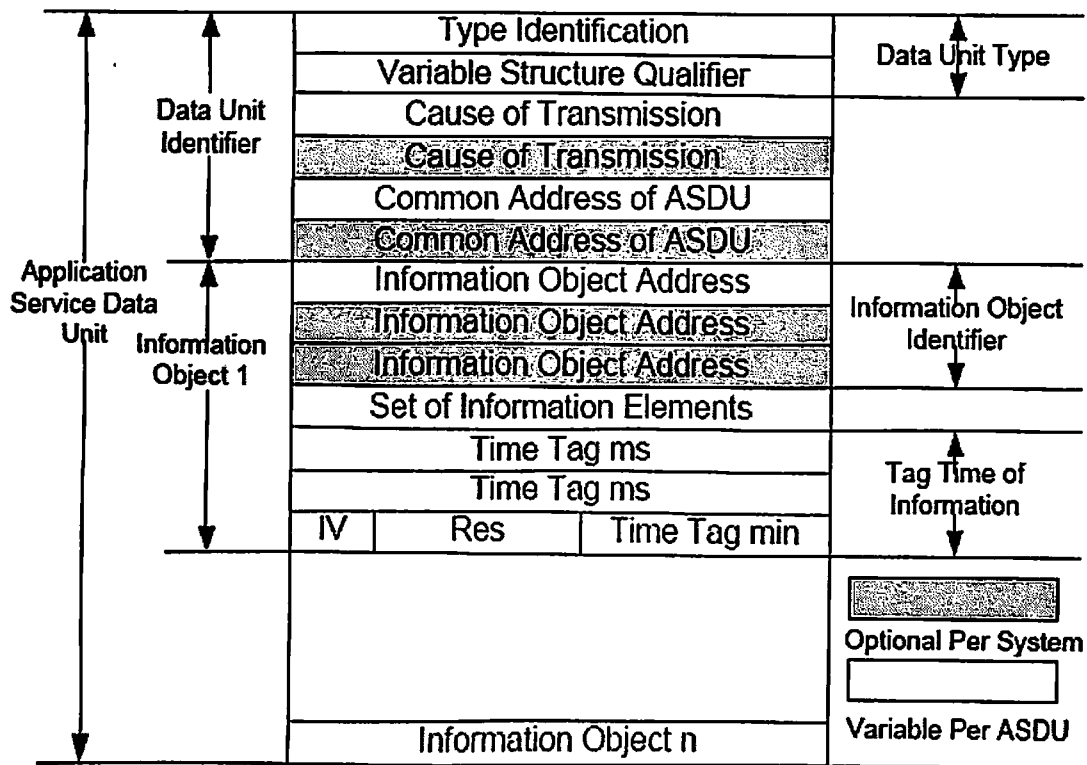 Type Identification
Variable Structure Qualifier
Data Unit Type
Data Unit
Identifier
Cause of Transmission
Cause of Transmission
Common Address of ASDU
Common Address of ASDU
Application
Service Data
Unit
Information
Object 1
Information Object Address
Information Object Address
Information Object Address
Information Object
Identifier
Set of Information Elements
Time Tag ms
Time Tag ms
IV Res Time Tag min
Tag Time of
Information
Optional Per System
Variable Per ASDU
Information Object n